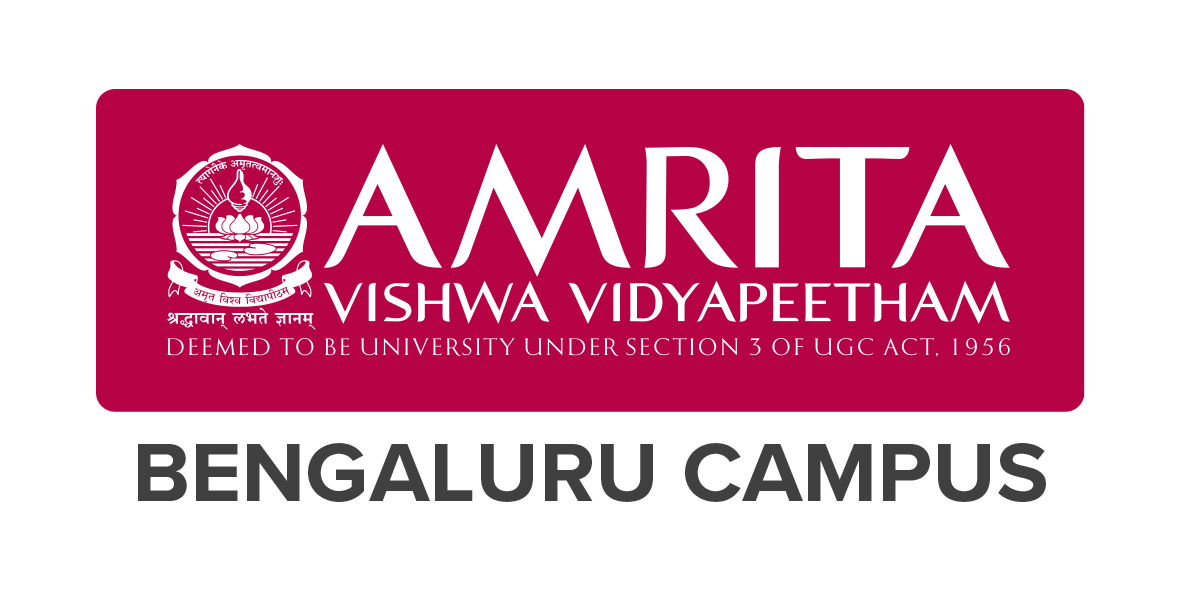 त्यागेनैके अमृतत्वमानशुः
अमृत विश्व विद्यापीठम्
श्रद्धावान् लभते ज्ञानम्
AMRITA
VISHWA VIDYAPEETHAM
DEEMED TO BE UNIVERSITY UNDER SECTION 3 OF UGC ACT, 1956
BENGALURU CAMPUS